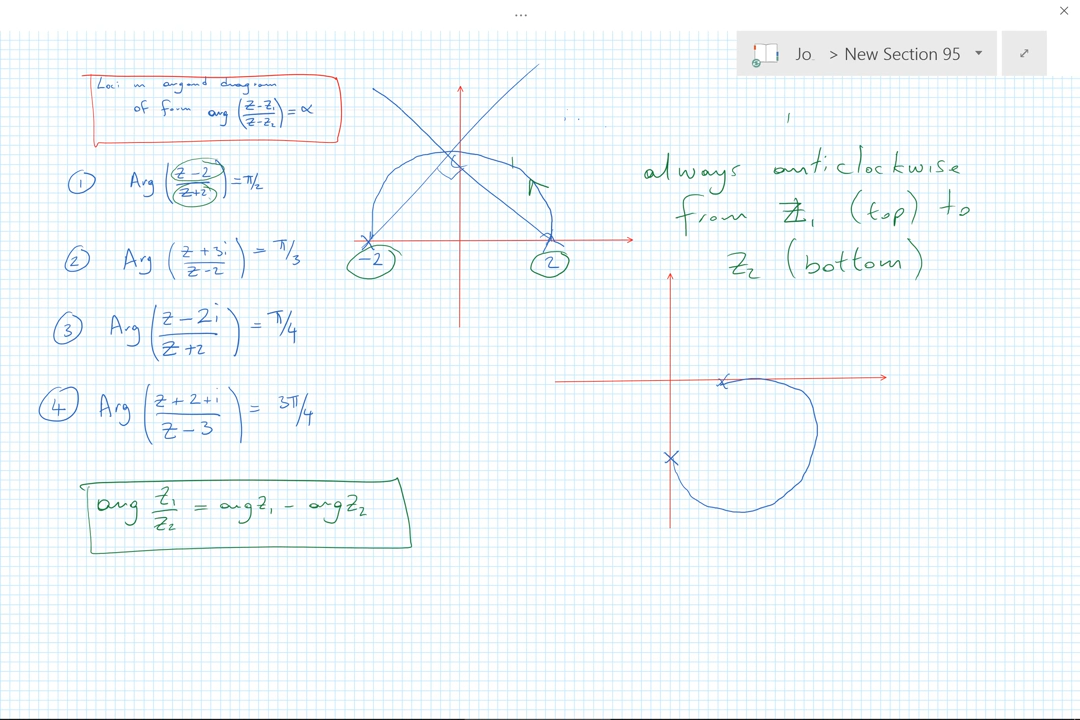 ...
Jo. > New Section 95
Loci in argand diagram
of form arg (z-z₁/z-z₂) = α
① Arg (z-2/z+2) = π/2
② Arg (z+3i/z-2) = π/3
③ Arg (z-2i/z+2) = π/4
④ Arg (z+2+i/z-3) = 3π/4
arg z₁/z₂ = arg z₁ - arg z₂
-2
2
always anticlockwise
from z₁ (top) to
z₂ (bottom)